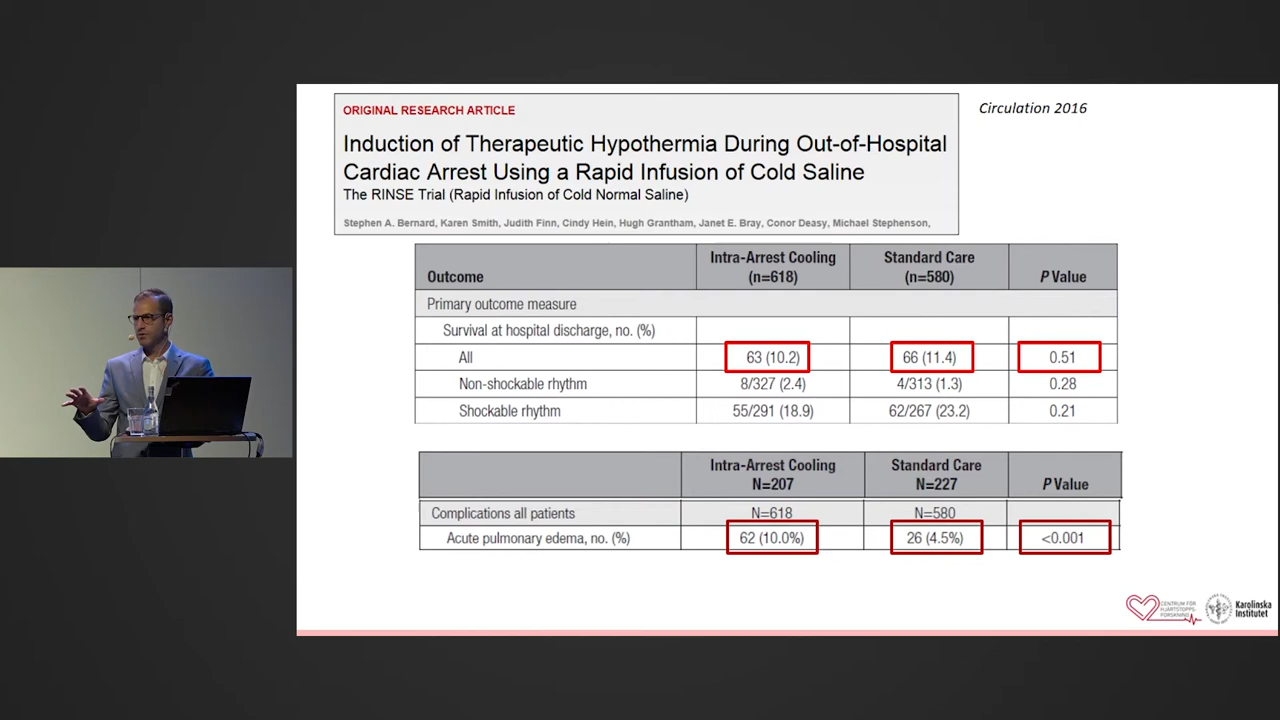 ORIGINAL RESEARCH ARTICLE
Circulation 2016
Induction of Therapeutic Hypothermia During Out-of-Hospital
Cardiac Arrest Using a Rapid Infusion of Cold Saline
The RINSE Trial (Rapid Infusion of Cold Normal Saline)
Stephen A. Bernard, Karen Smith, Judith Finn, Cindy Hein, Hugh Grantham, Janet E. Bray, Conor Deasy, Michael Stephenson,
Outcome Intra-Arrest Cooling (n=618) Standard Care (n=580) P Value
Primary outcome measure
Survival at hospital discharge, no. (%)
All 63 (10.2) 66 (11.4) 0.51
Non-shockable rhythm 8/327 (2.4) 4/313 (1.3) 0.28
Shockable rhythm 55/291 (18.9) 62/267 (23.2) 0.21
Intra-Arrest Cooling N=207 Standard Care N=227 P Value
Complications all patients N=618 N=580
Acute pulmonary edema, no. (%) 62 (10.0%) 26 (4.5%) <0.001
CENTRUM FÖR
HJÄRTSTOPPS-
FORSKNING
Karolinska
Institutet